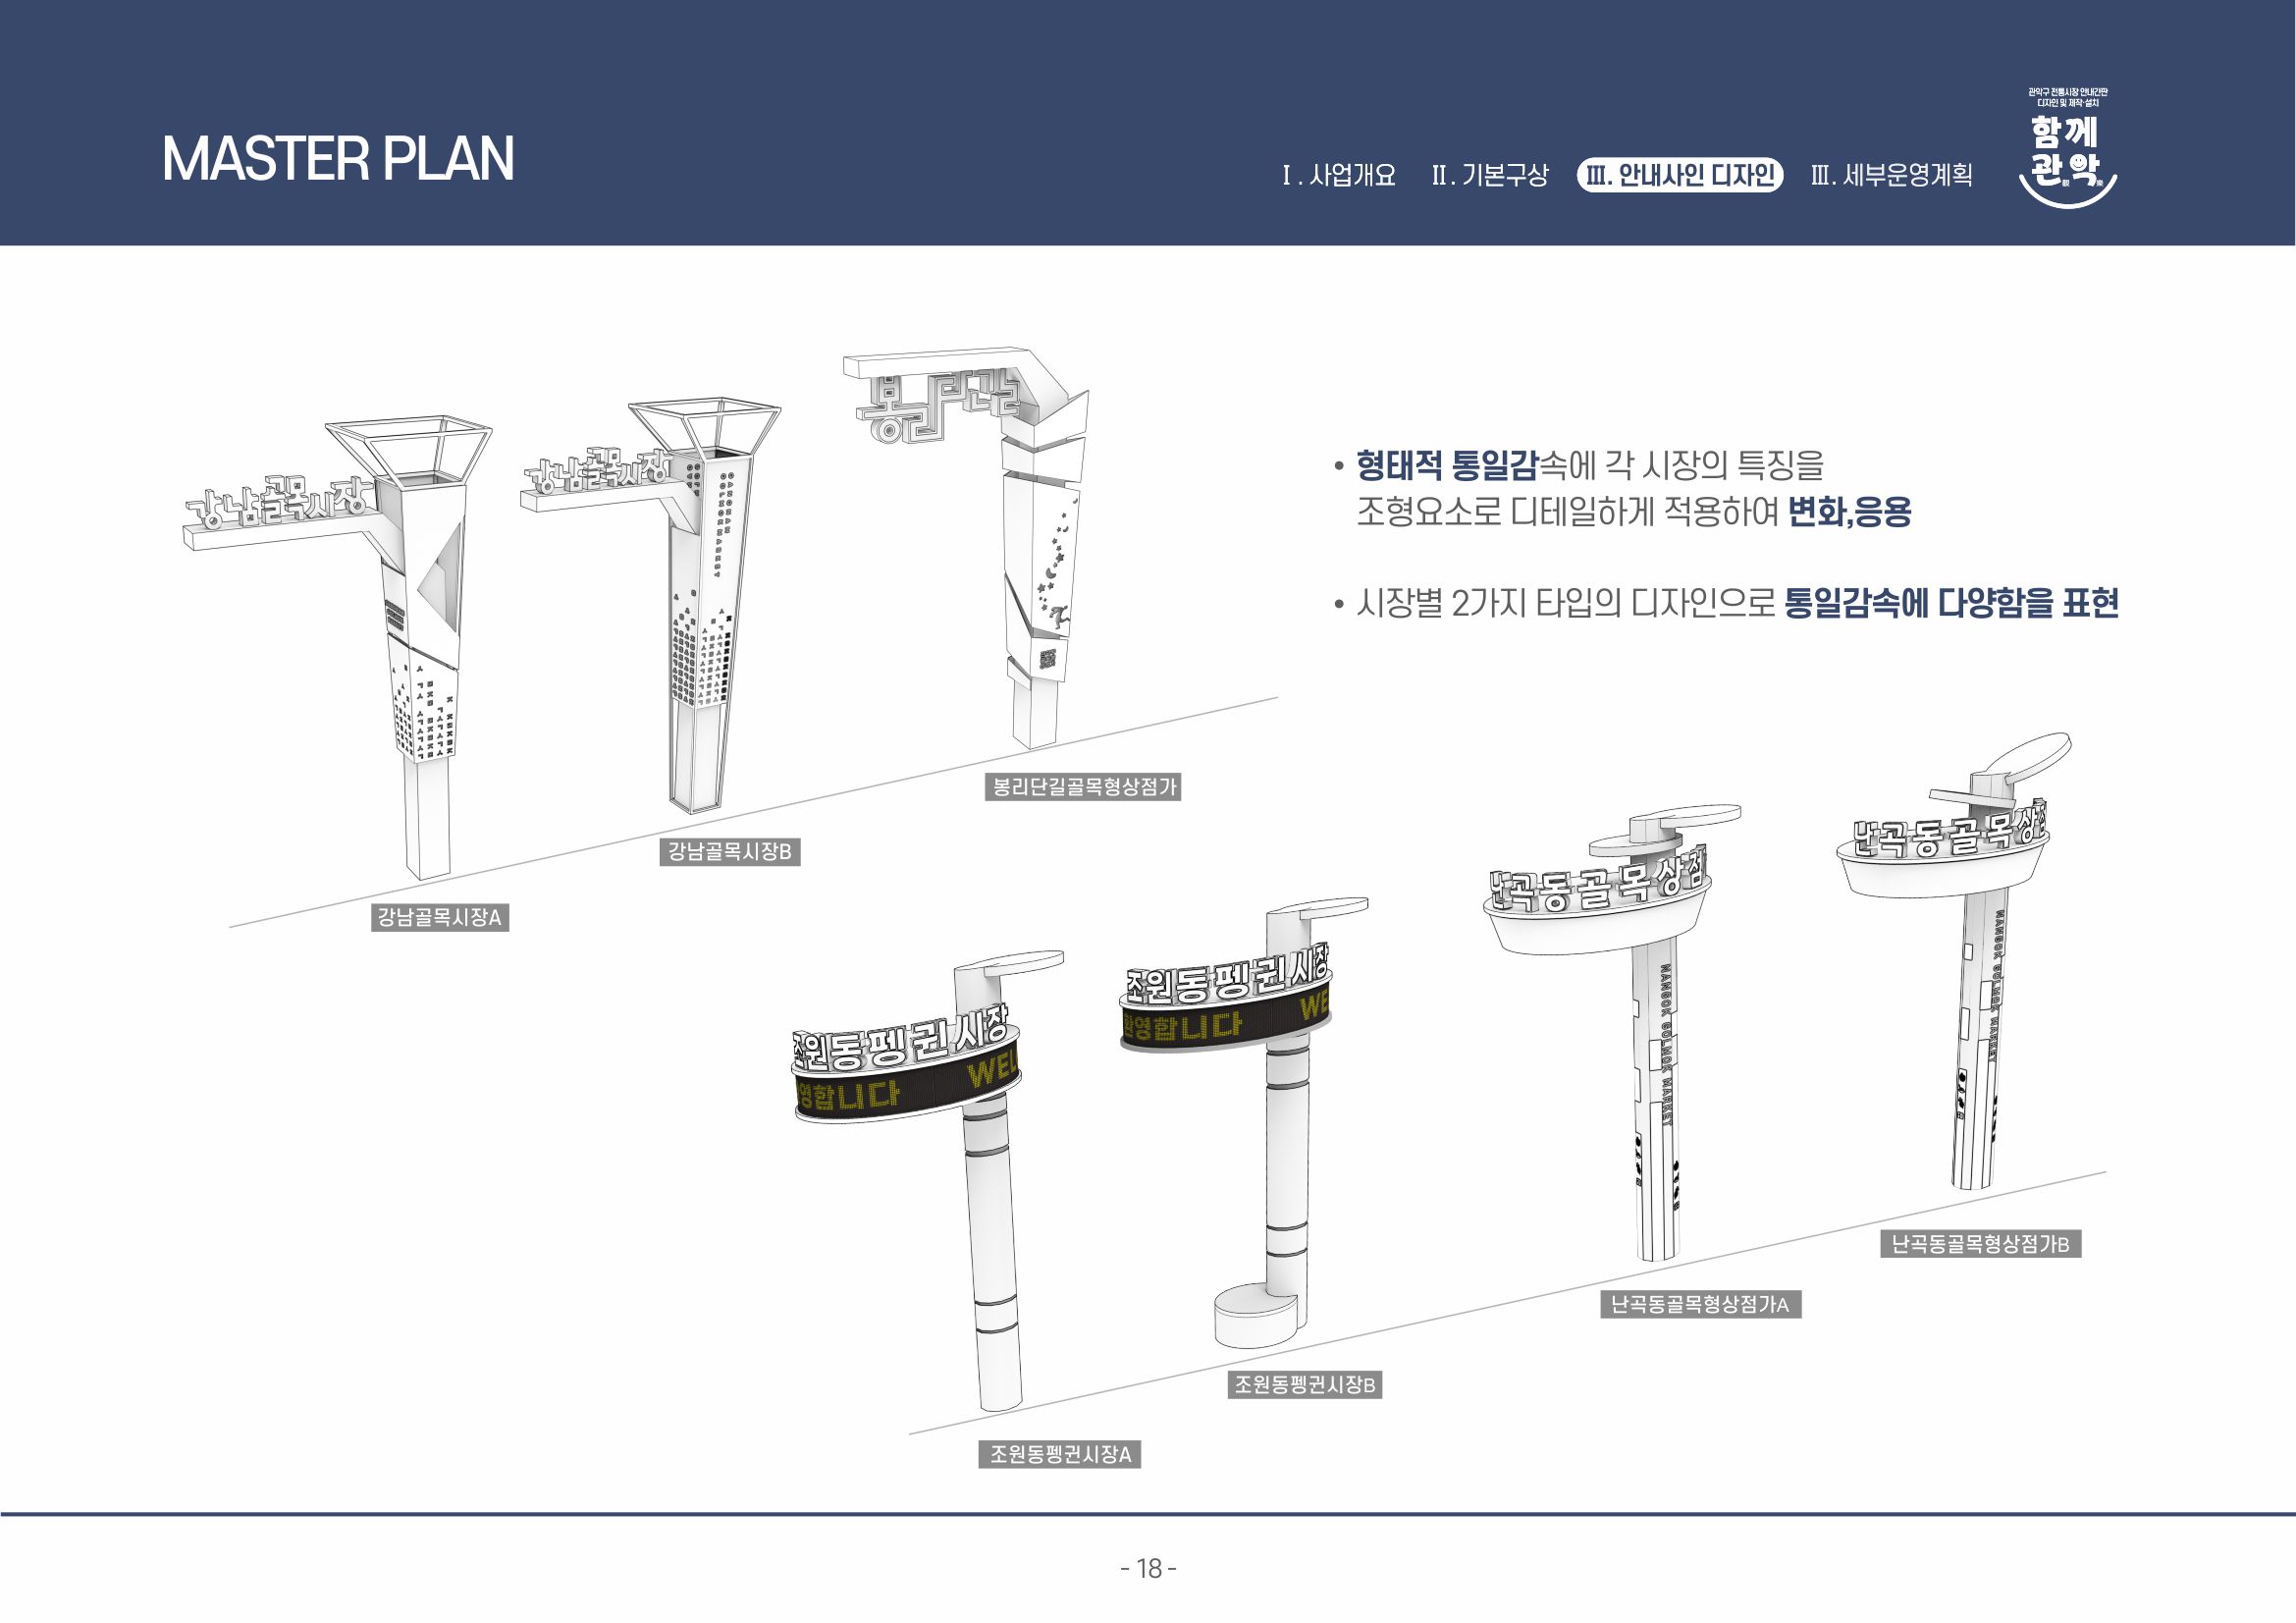 관악구 전통시장 안내간판
디자인 및 제작·설치
함께
관악
MASTER PLAN
Ⅰ. 사업개요
Ⅱ. 기본구상
Ⅲ. 안내사인 디자인
Ⅲ. 세부운영계획
강남골목시장
강남골목시장
봉리단길
• 형태적 통일감속에 각 시장의 특징을
조형요소로 디테일하게 적용하여 변화,응용
• 시장별 2가지 타입의 디자인으로 통일감속에 다양함을 표현
봉리단길골목형상점가
강남골목시장B
강남골목시장A
난곡동골목상점
난곡동골목상점
NANGOK GOLMOK MARKET
NANGOK GOLMOK MARKET
조원동펭귄시장
영합니다 WEL
조원동펭귄시장
영합니다 WE
난곡동골목형상점가B
난곡동골목형상점가A
조원동펭귄시장B
조원동펭귄시장A
- 18 -